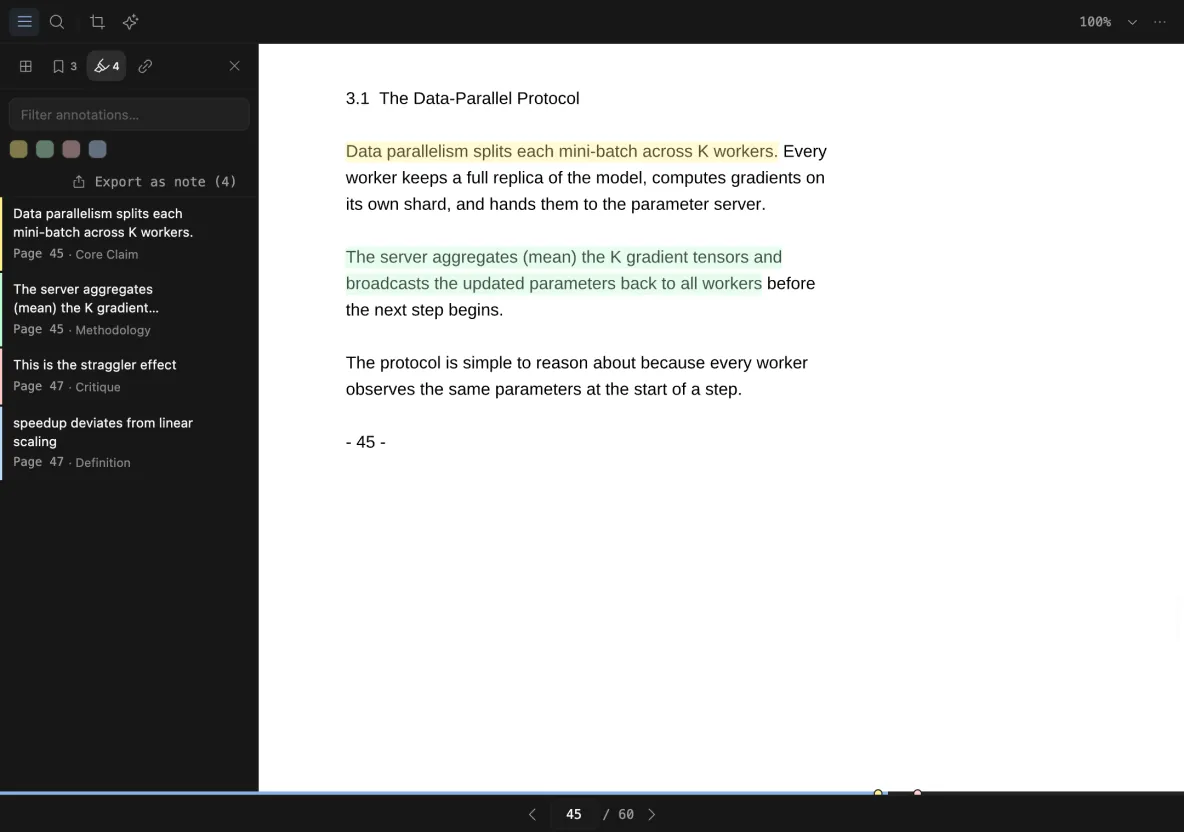 100%
3
4
Filter annotations...
Export as note (4)
Data parallelism splits each
mini-batch across K workers.
Page 45 · Core Claim
The server aggregates
(mean) the K gradient...
Page 45 · Methodology
This is the straggler effect
Page 47 · Critique
speedup deviates from linear
scaling
Page 47 · Definition
3.1 The Data-Parallel Protocol
Data parallelism splits each mini-batch across K workers. Every
worker keeps a full replica of the model, computes gradients on
its own shard, and hands them to the parameter server.
The server aggregates (mean) the K gradient tensors and
broadcasts the updated parameters back to all workers before
the next step begins.
The protocol is simple to reason about because every worker
observes the same parameters at the start of a step.
- 45 -
45 / 60